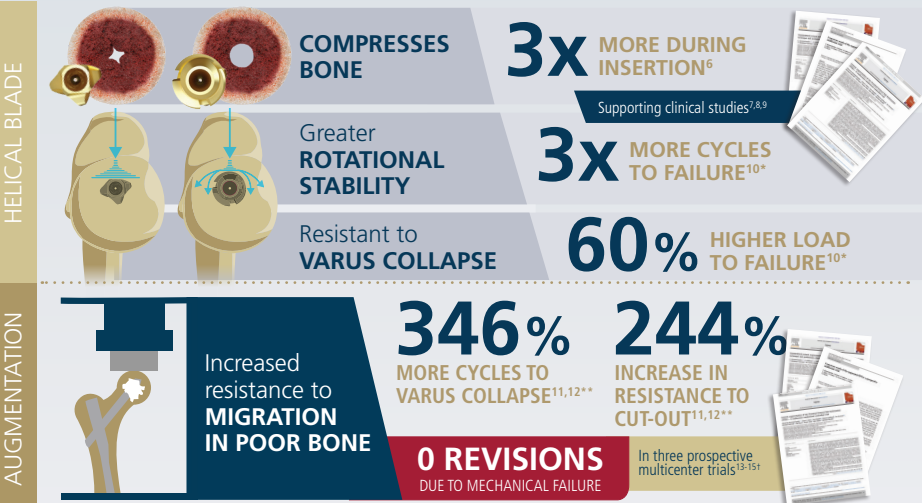 HELICAL BLADE
COMPRESSES
BONE
3x
MORE DURING
INSERTION6
Supporting clinical studies7,8,9
Greater
ROTATIONAL
STABILITY
3x
MORE CYCLES
TO FAILURE10*
Resistant to
VARUS COLLAPSE
60%
HIGHER LOAD
TO FAILURE10*
AUGMENTATION
Increased
resistance to
MIGRATION
IN POOR BONE
346%
MORE CYCLES TO
VARUS COLLAPSE11,12**
244%
INCREASE IN
RESISTANCE TO
CUT-OUT11,12**
0 REVISIONS
DUE TO MECHANICAL FAILURE
In three prospective
multicenter trials13-15†